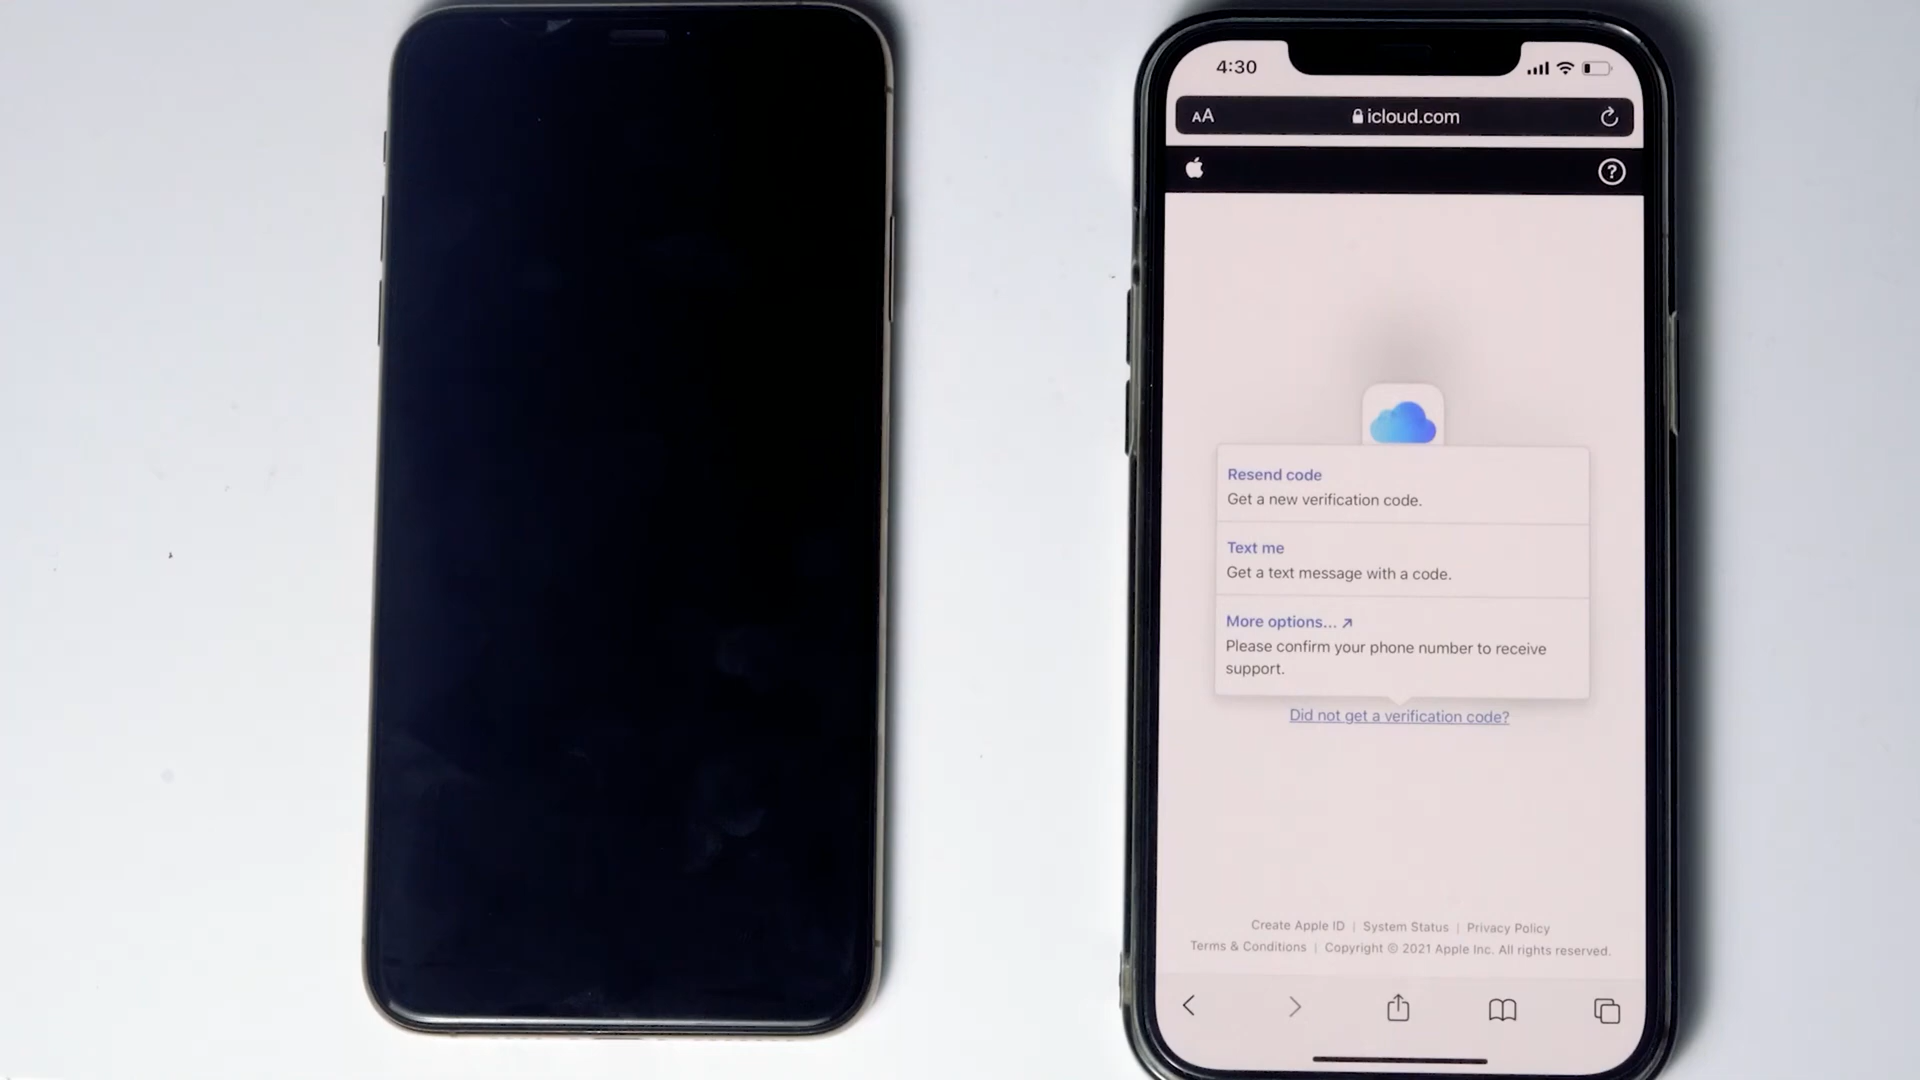 4:30
AA
icloud.com
?
Resend code
Get a new verification code.
Text me
Get a text message with a code.
More options... ↗
Please confirm your phone number to receive
support.
Did not get a verification code?
Create Apple ID | System Status | Privacy Policy
Terms & Conditions | Copyright © 2021 Apple Inc. All rights reserved.